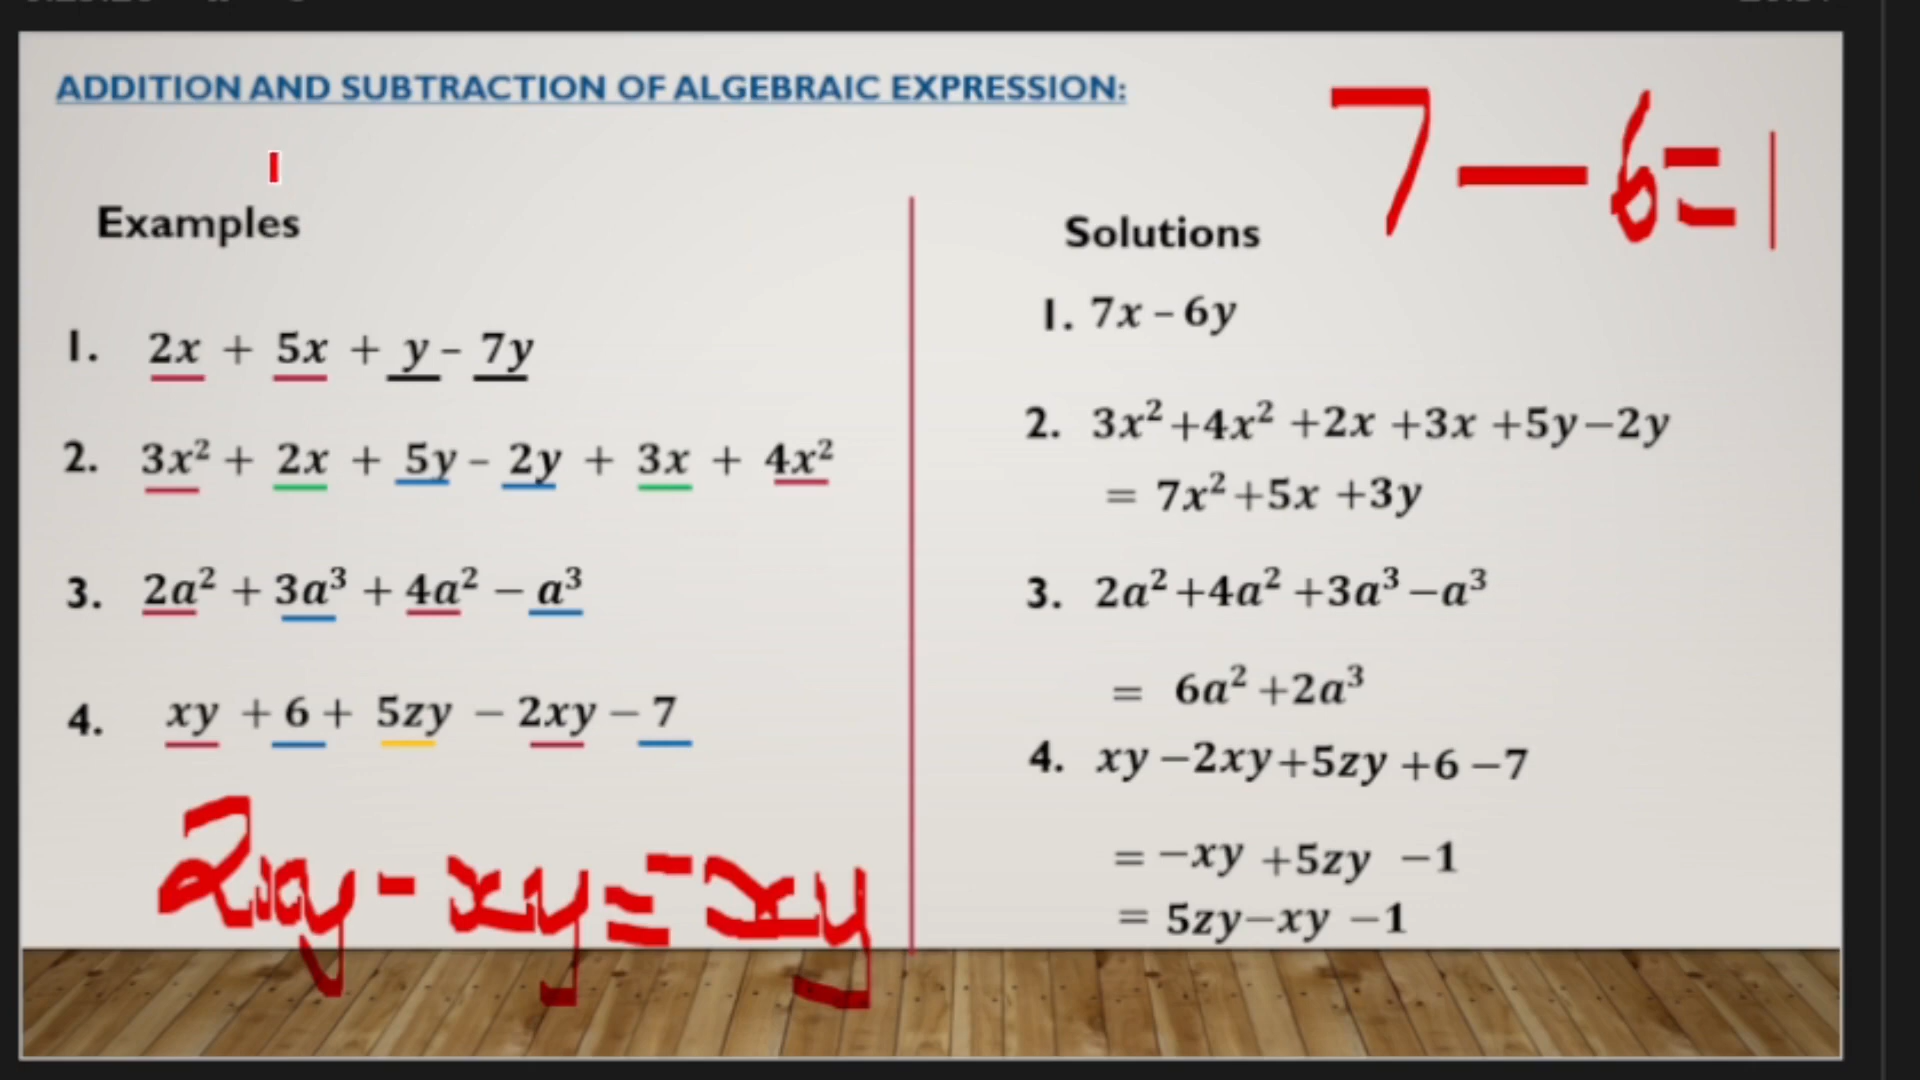 ADDITION AND SUBTRACTION OF ALGEBRAIC EXPRESSION:
7 – 6 = 1
Examples
1. 2x + 5x + y – 7y
2. 3x² + 2x + 5y – 2y + 3x + 4x²
3. 2a² + 3a³ + 4a² – a³
4. xy + 6 + 5zy – 2xy – 7
2xy - xy = -xy
Solutions
1. 7x – 6y
2. 3x² +4x² +2x +3x +5y–2y
= 7x² +5x +3y
3. 2a² +4a² +3a³ –a³
= 6a² +2a³
4. xy –2xy+5zy +6 –7
= –xy +5zy –1
= 5zy–xy –1